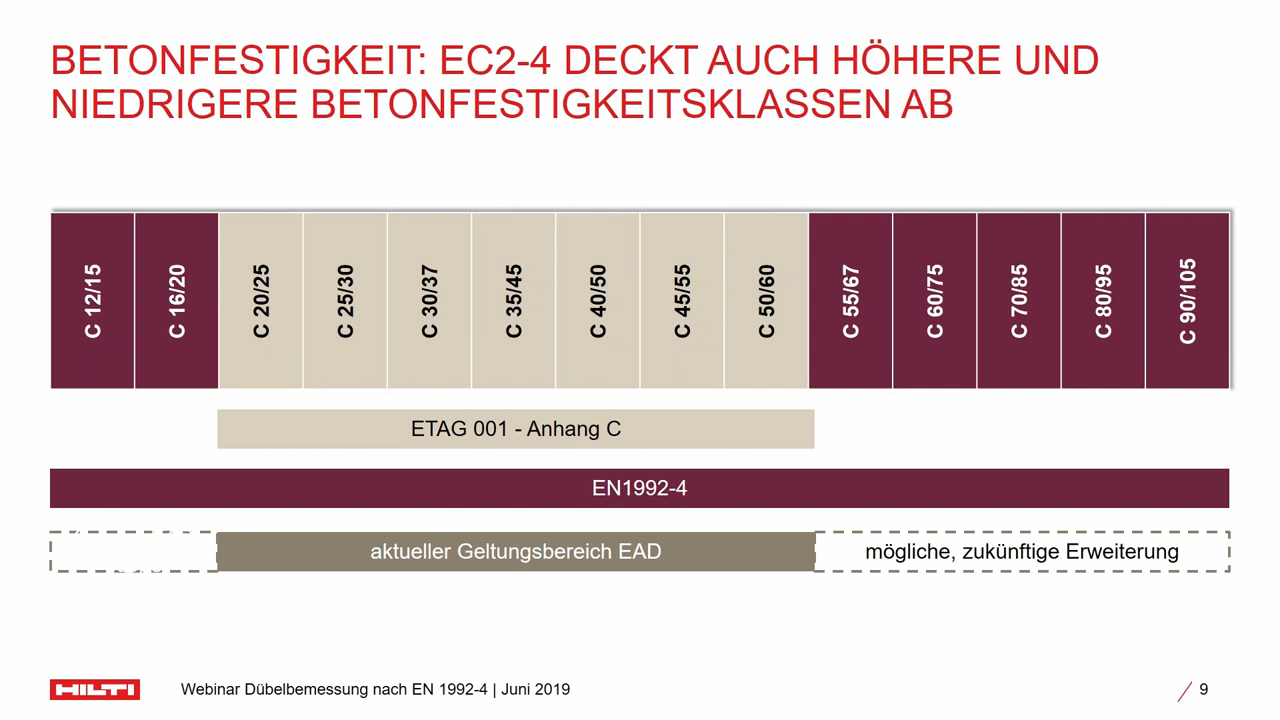 BETONFESTIGKEIT: EC2-4 DECKT AUCH HÖHERE UND
NIEDRIGERE BETONFESTIGKEITSKLASSEN AB
C 12/15
C 16/20
C 20/25
C 25/30
C 30/37
C 35/45
C 40/50
C 45/55
C 50/60
C 55/67
C 60/75
C 70/85
C 80/95
C 90/105
ETAG 001 - Anhang C
EN1992-4
aktueller Geltungsbereich EAD
mögliche, zukünftige Erweiterung
HILTI
Webinar Dübelbemessung nach EN 1992-4 | Juni 2019
9